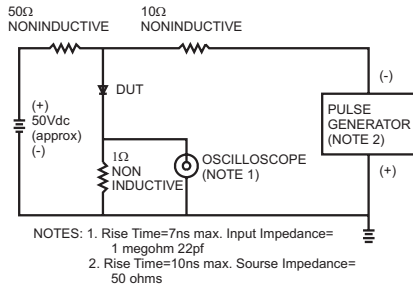 50Ω
NONINDUCTIVE
10Ω
NONINDUCTIVE
(+)
50Vdc
(approx)
(-)
DUT
1Ω
NON
INDUCTIVE
OSCILLOSCOPE
(NOTE 1)
(-)
PULSE
GENERATOR
(NOTE 2)
(+)
NOTES: 1. Rise Time=7ns max. Input Impedance=
1 megohm 22pf
2. Rise Time=10ns max. Sourse Impedance=
50 ohms